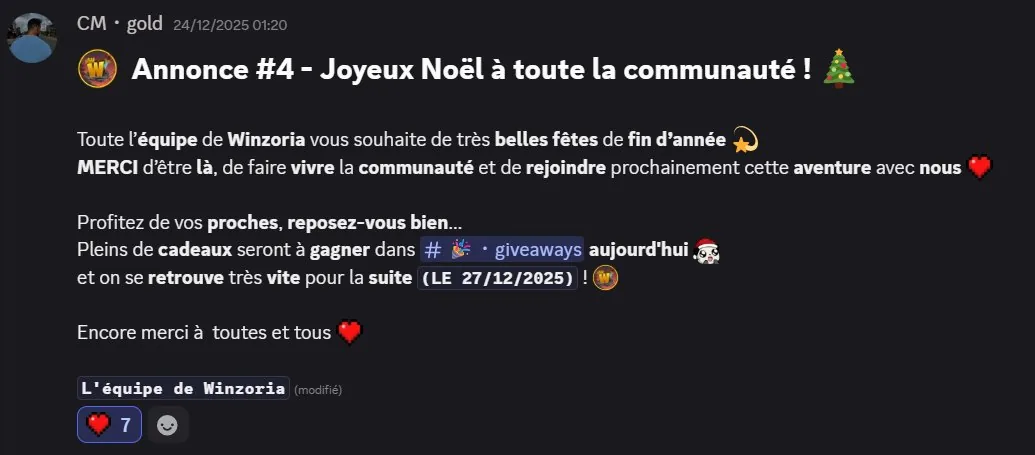 CM • gold 24/12/2025 01:20
Annonce #4 - Joyeux Noël à toute la communauté !
Toute l’équipe de Winzoria vous souhaite de très belles fêtes de fin d’année
MERCI d’être là, de faire vivre la communauté et de rejoindre prochainement cette aventure avec nous
Profitez de vos proches, reposez-vous bien...
Pleins de cadeaux seront à gagner dans # • giveaways aujourd'hui
et on se retrouve très vite pour la suite (LE 27/12/2025) !
Encore merci à toutes et tous
L'équipe de Winzoria (modifié)
7